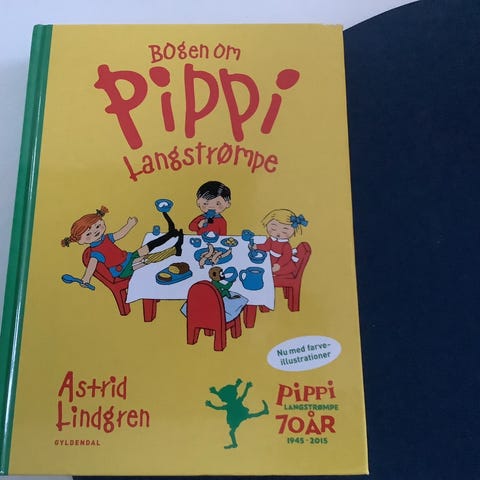 Bogen om
Pippi
Langstrømpe
Nu med farve-
illustrationer
Astrid
Lindgren
GYLDENDAL
Pippi
LANGSTRØMPE
70 ÅR
1945 - 2015